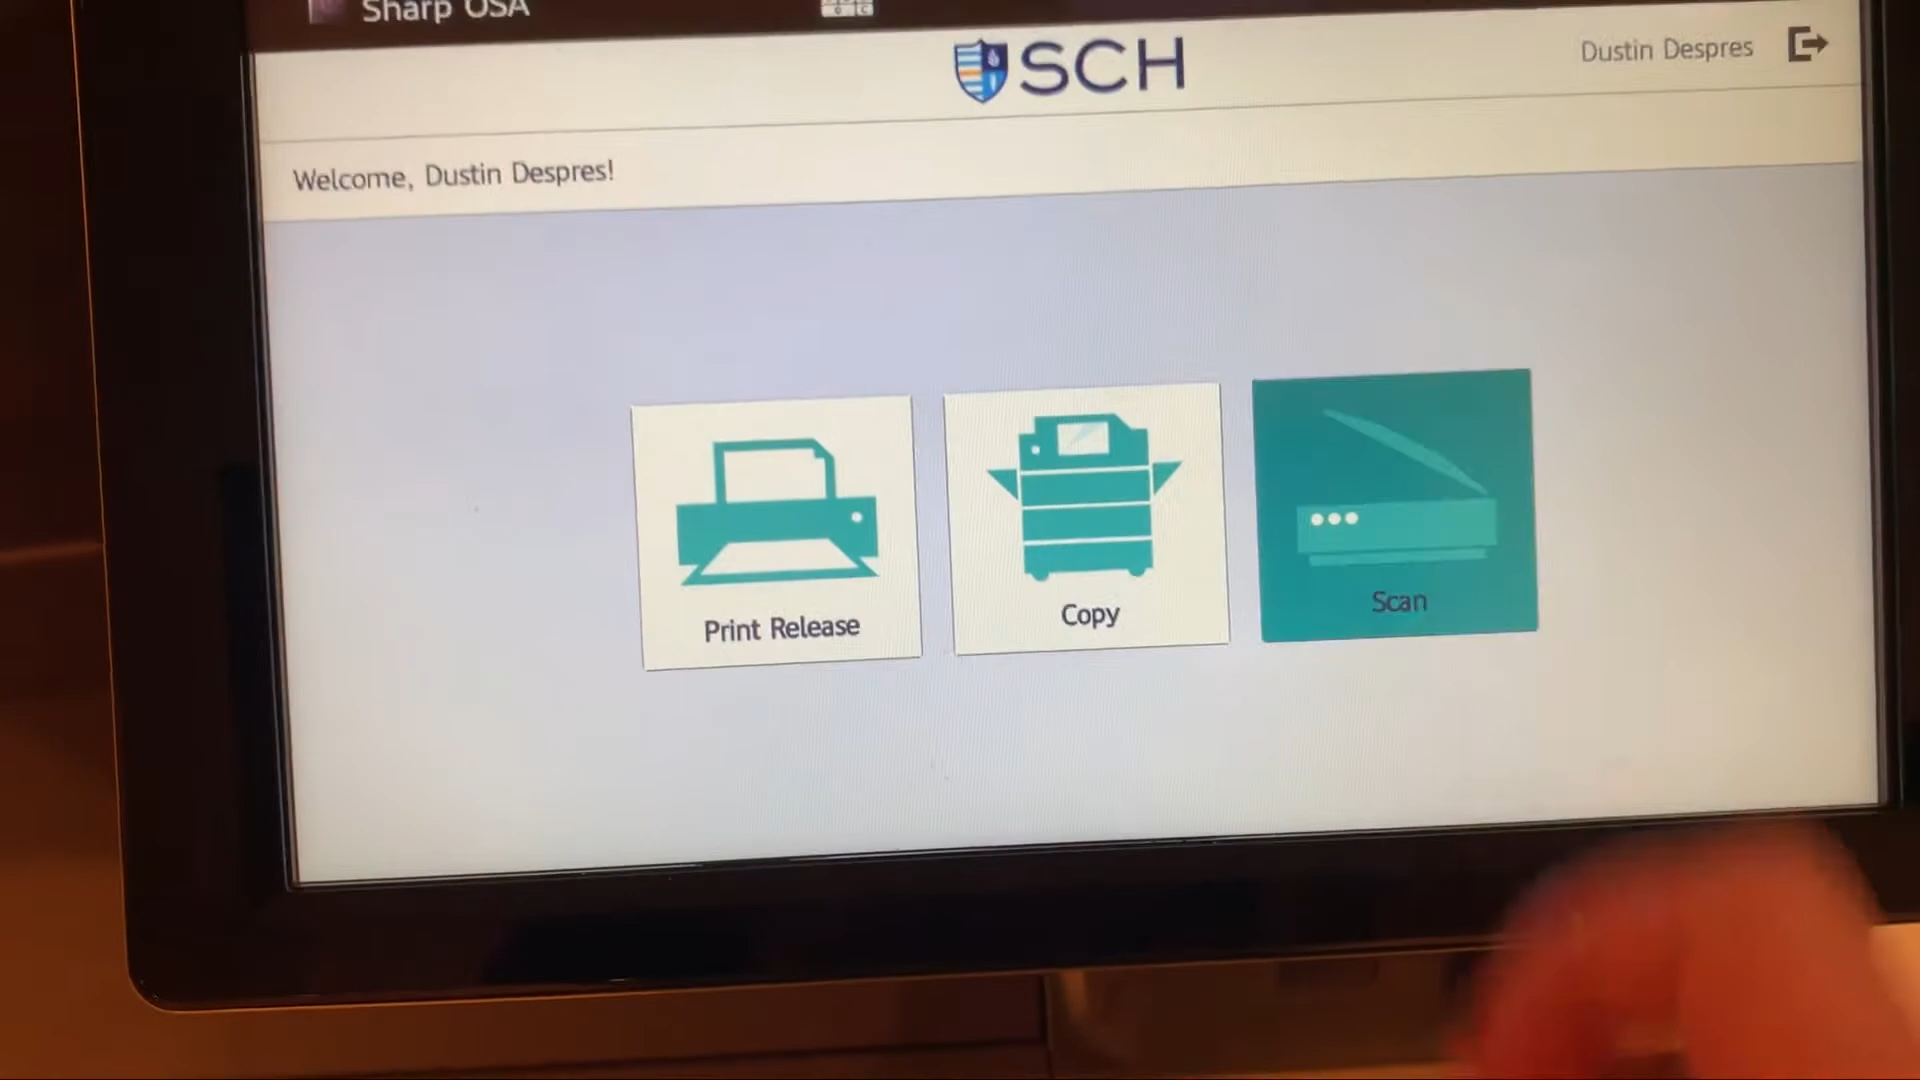 Sharp OSA
SCH
Dustin Despres
Welcome, Dustin Despres!
Print Release
Copy
Scan